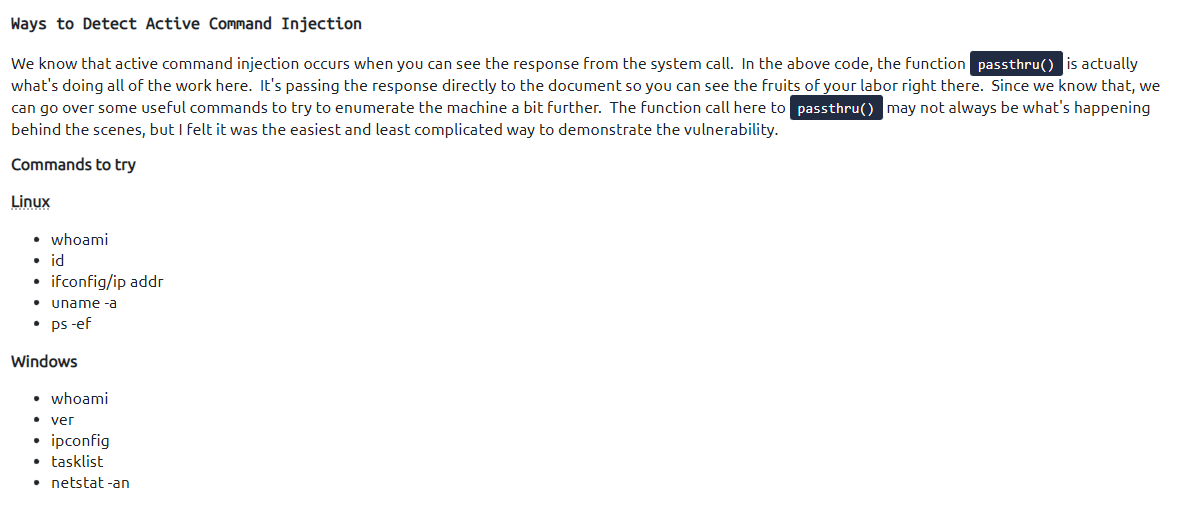 Ways to Detect Active Command Injection
We know that active command injection occurs when you can see the response from the system call.  In the above code, the function passthru() is actually
what's doing all of the work here.  It's passing the response directly to the document so you can see the fruits of your labor right there.  Since we know that, we
can go over some useful commands to try to enumerate the machine a bit further.  The function call here to passthru() may not always be what's happening
behind the scenes, but I felt it was the easiest and least complicated way to demonstrate the vulnerability.
Commands to try
Linux
• whoami
• id
• ifconfig/ip addr
• uname -a
• ps -ef
Windows
• whoami
• ver
• ipconfig
• tasklist
• netstat -an